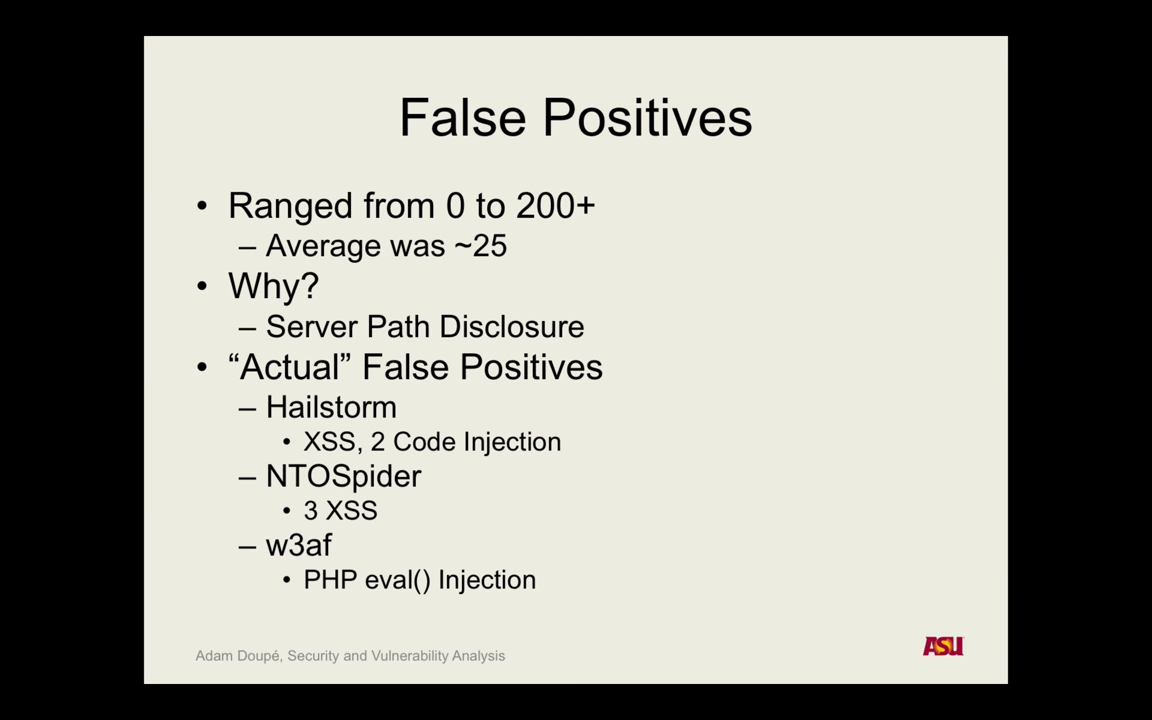 False Positives
• Ranged from 0 to 200+
– Average was ~25
• Why?
– Server Path Disclosure
• “Actual” False Positives
– Hailstorm
• XSS, 2 Code Injection
– NTOSpider
• 3 XSS
– w3af
• PHP eval() Injection
Adam Doupé, Security and Vulnerability Analysis
ASU